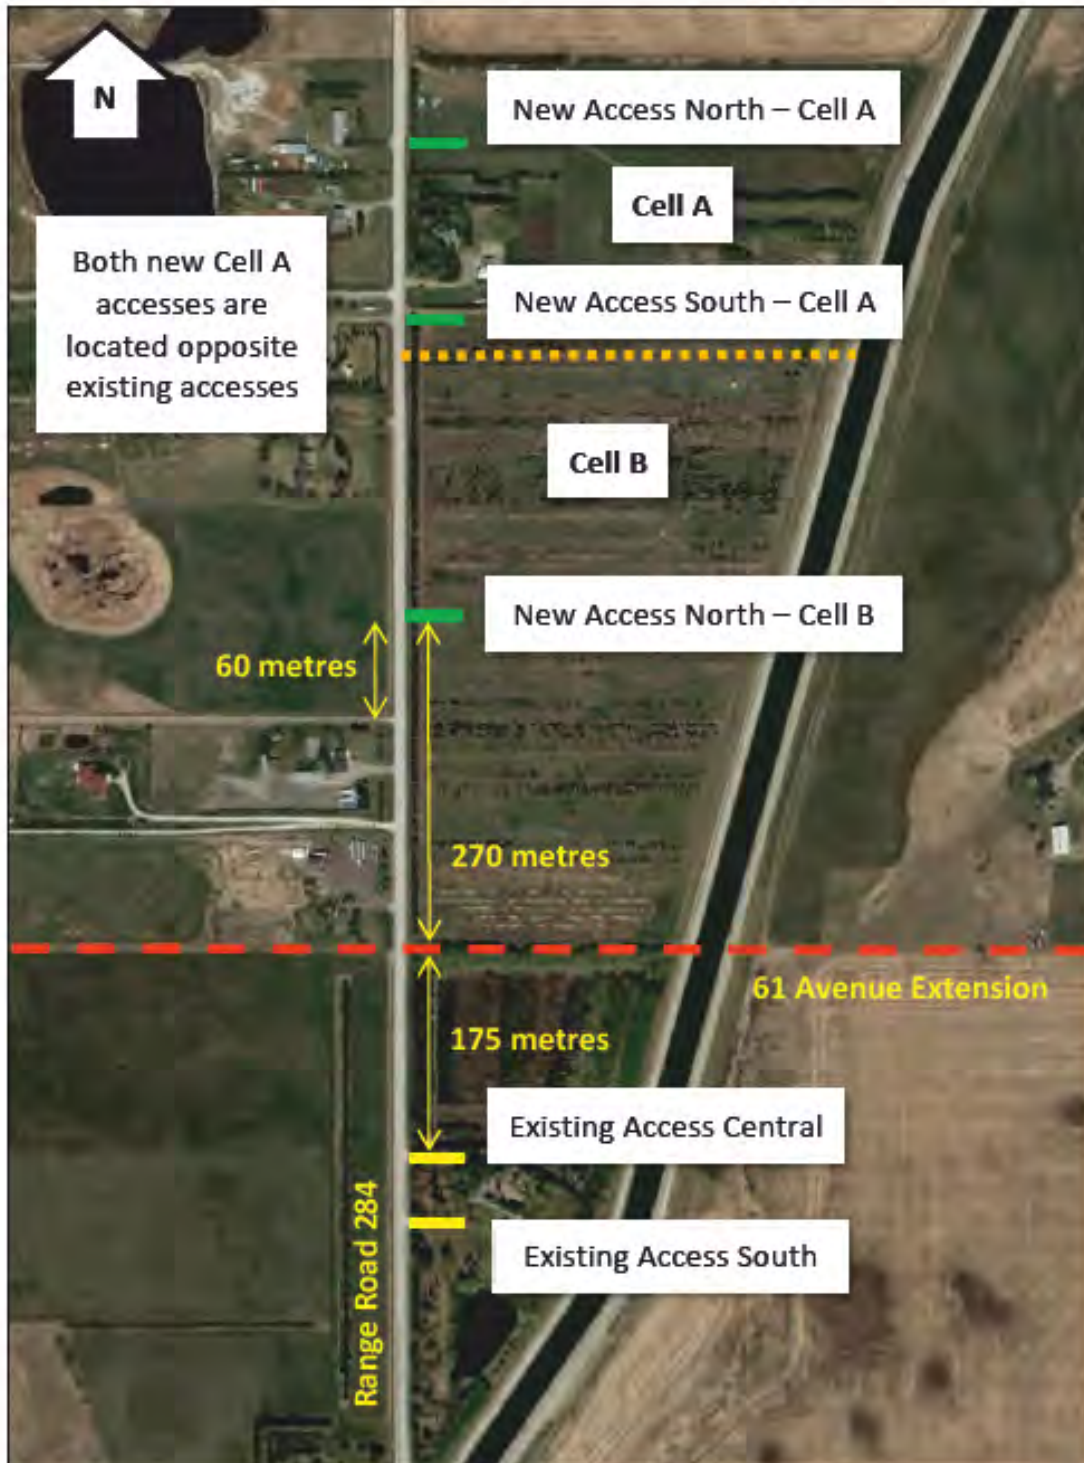 N
New Access North – Cell A
Cell A
Both new Cell A
accesses are
located opposite
existing accesses
New Access South – Cell A
Cell B
New Access North – Cell B
60 metres
270 metres
61 Avenue Extension
175 metres
Existing Access Central
Range Road 284
Existing Access South